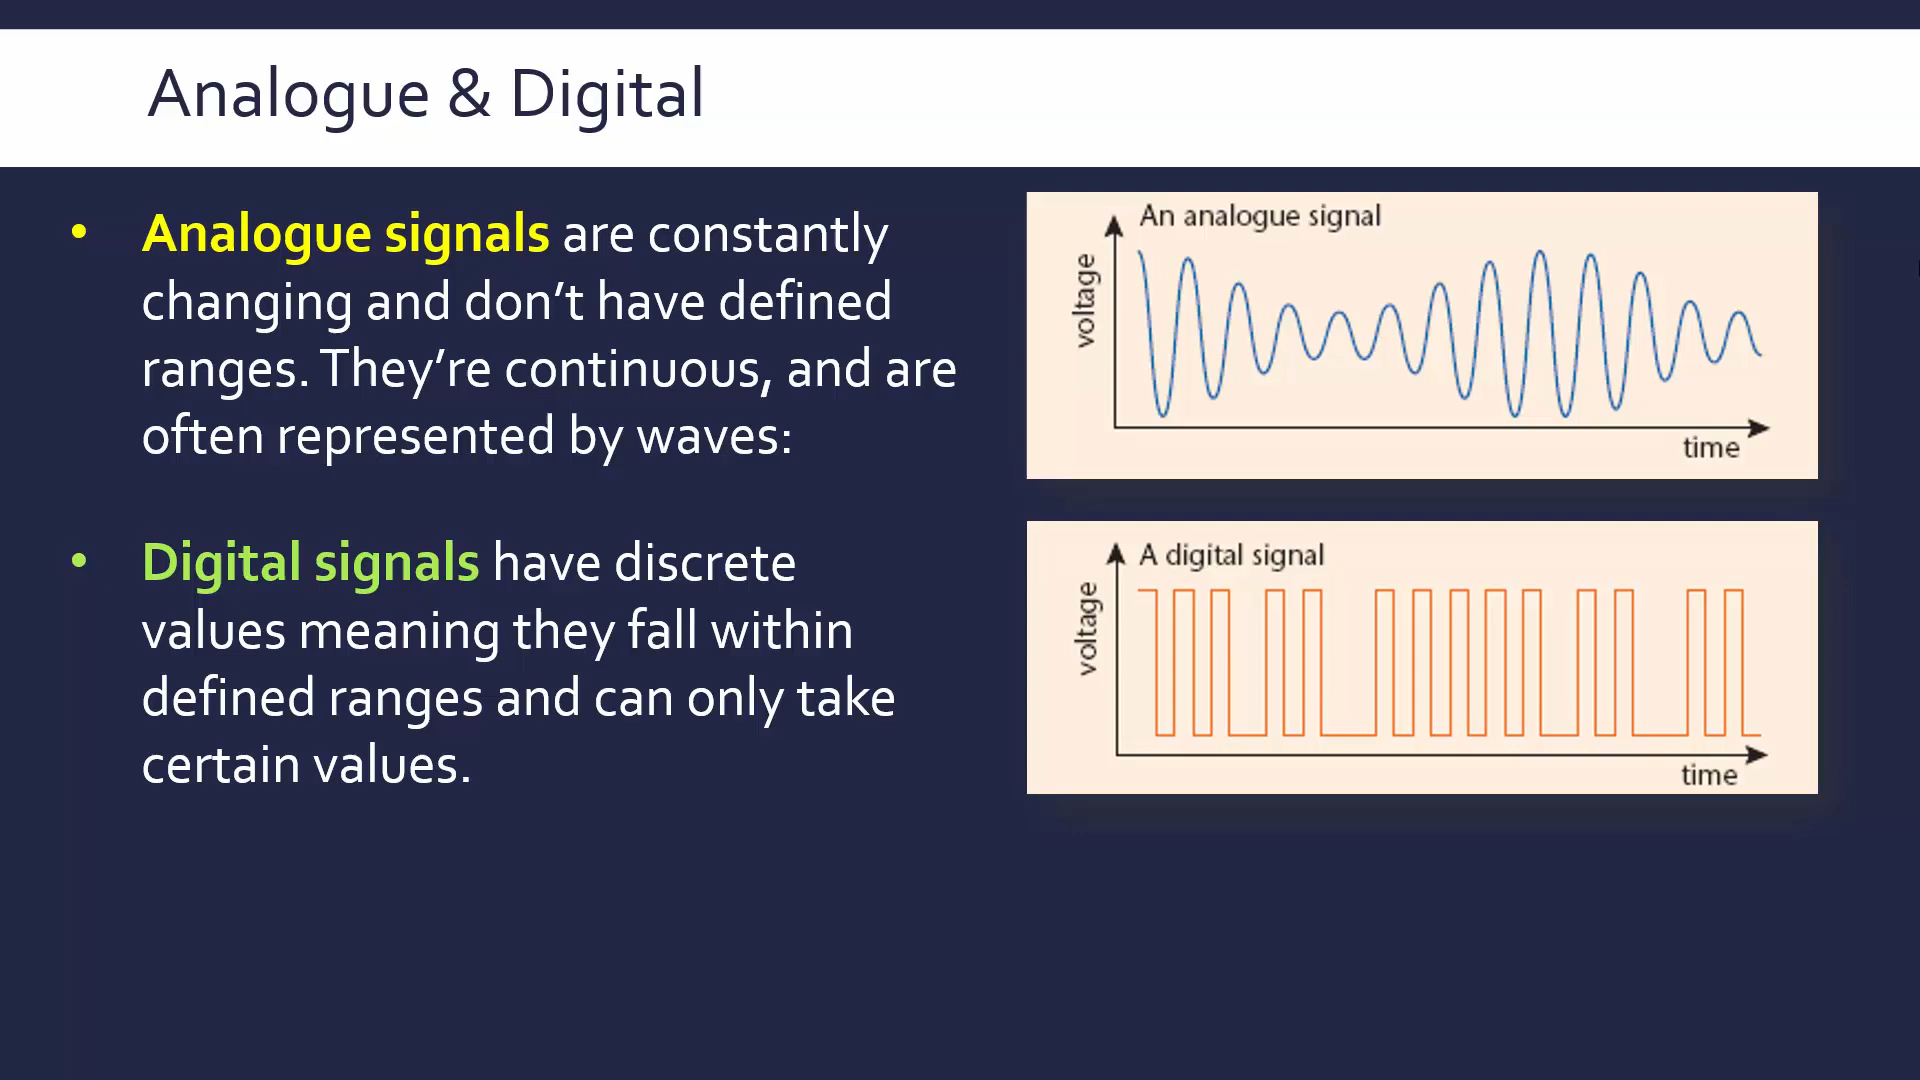 Analogue & Digital
• Analogue signals are constantly
changing and don’t have defined
ranges. They’re continuous, and are
often represented by waves:
• Digital signals have discrete
values meaning they fall within
defined ranges and can only take
certain values.
An analogue signal
voltage
time
A digital signal
voltage
time